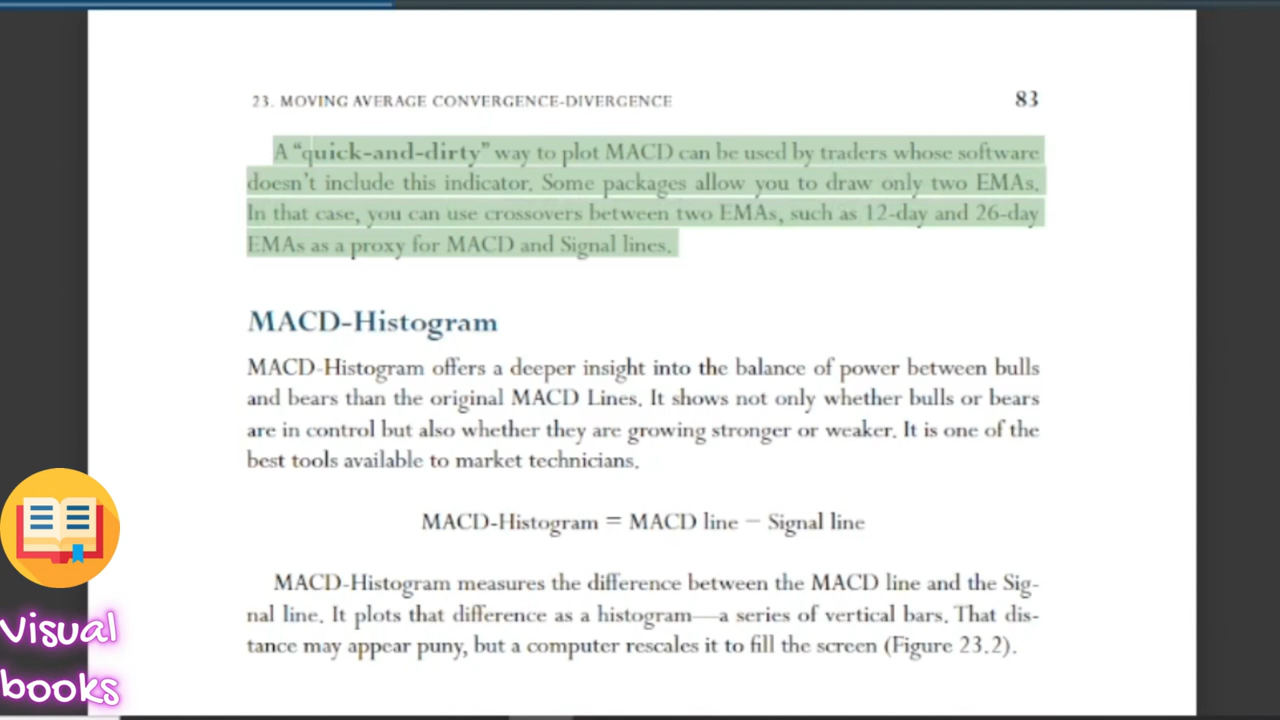 23. MOVING AVERAGE CONVERGENCE-DIVERGENCE 83
A “quick-and-dirty” way to plot MACD can be used by traders whose software
doesn’t include this indicator. Some packages allow you to draw only two EMAs.
In that case, you can use crossovers between two EMAs, such as 12-day and 26-day
EMAs as a proxy for MACD and Signal lines.
MACD-Histogram
MACD-Histogram offers a deeper insight into the balance of power between bulls
and bears than the original MACD Lines. It shows not only whether bulls or bears
are in control but also whether they are growing stronger or weaker. It is one of the
best tools available to market technicians.
MACD-Histogram = MACD line − Signal line
MACD-Histogram measures the difference between the MACD line and the Sig-
nal line. It plots that difference as a histogram—a series of vertical bars. That dis-
tance may appear puny, but a computer rescales it to fill the screen (Figure 23.2).
Visual
books